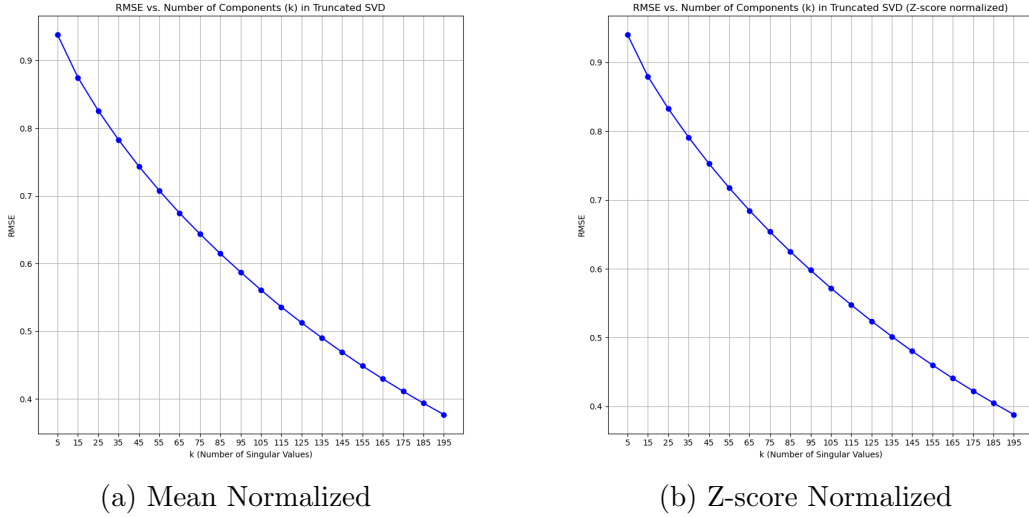 RMSE vs. Number of Components (k) in Truncated SVD
0.9
0.8
0.7
0.6
0.5
0.4
RMSE
5 15 25 35 45 55 65 75 85 95 105 115 125 135 145 155 165 175 185 195
k (Number of Singular Values)
(a) Mean Normalized
RMSE vs. Number of Components (k) in Truncated SVD (Z-score normalized)
0.9
0.8
0.7
0.6
0.5
0.4
RMSE
5 15 25 35 45 55 65 75 85 95 105 115 125 135 145 155 165 175 185 195
k (Number of Singular Values)
(b) Z-score Normalized